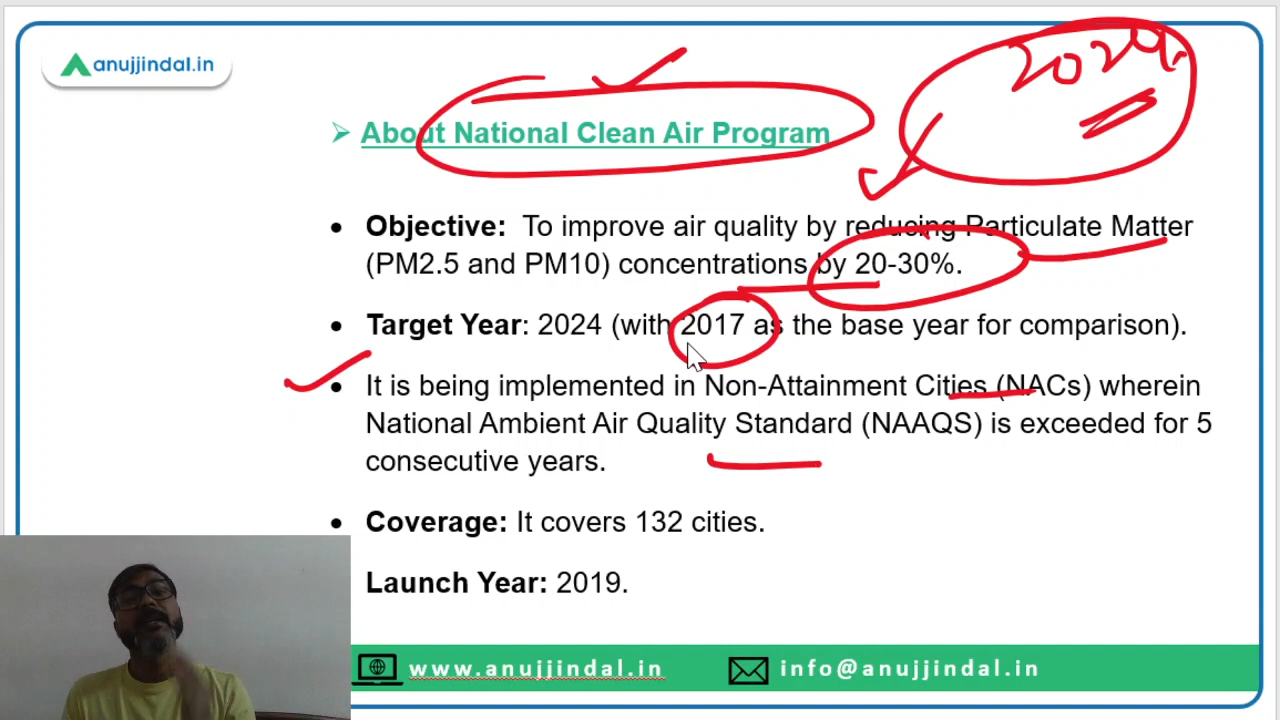 anujjindal.in
2024
➢ About National Clean Air Program
• Objective: To improve air quality by reducing Particulate Matter
(PM2.5 and PM10) concentrations by 20-30%.
• Target Year: 2024 (with 2017 as the base year for comparison).
• It is being implemented in Non-Attainment Cities (NACs) wherein
National Ambient Air Quality Standard (NAAQS) is exceeded for 5
consecutive years.
• Coverage: It covers 132 cities.
Launch Year: 2019.
www.anujjindal.in
info@anujjindal.in